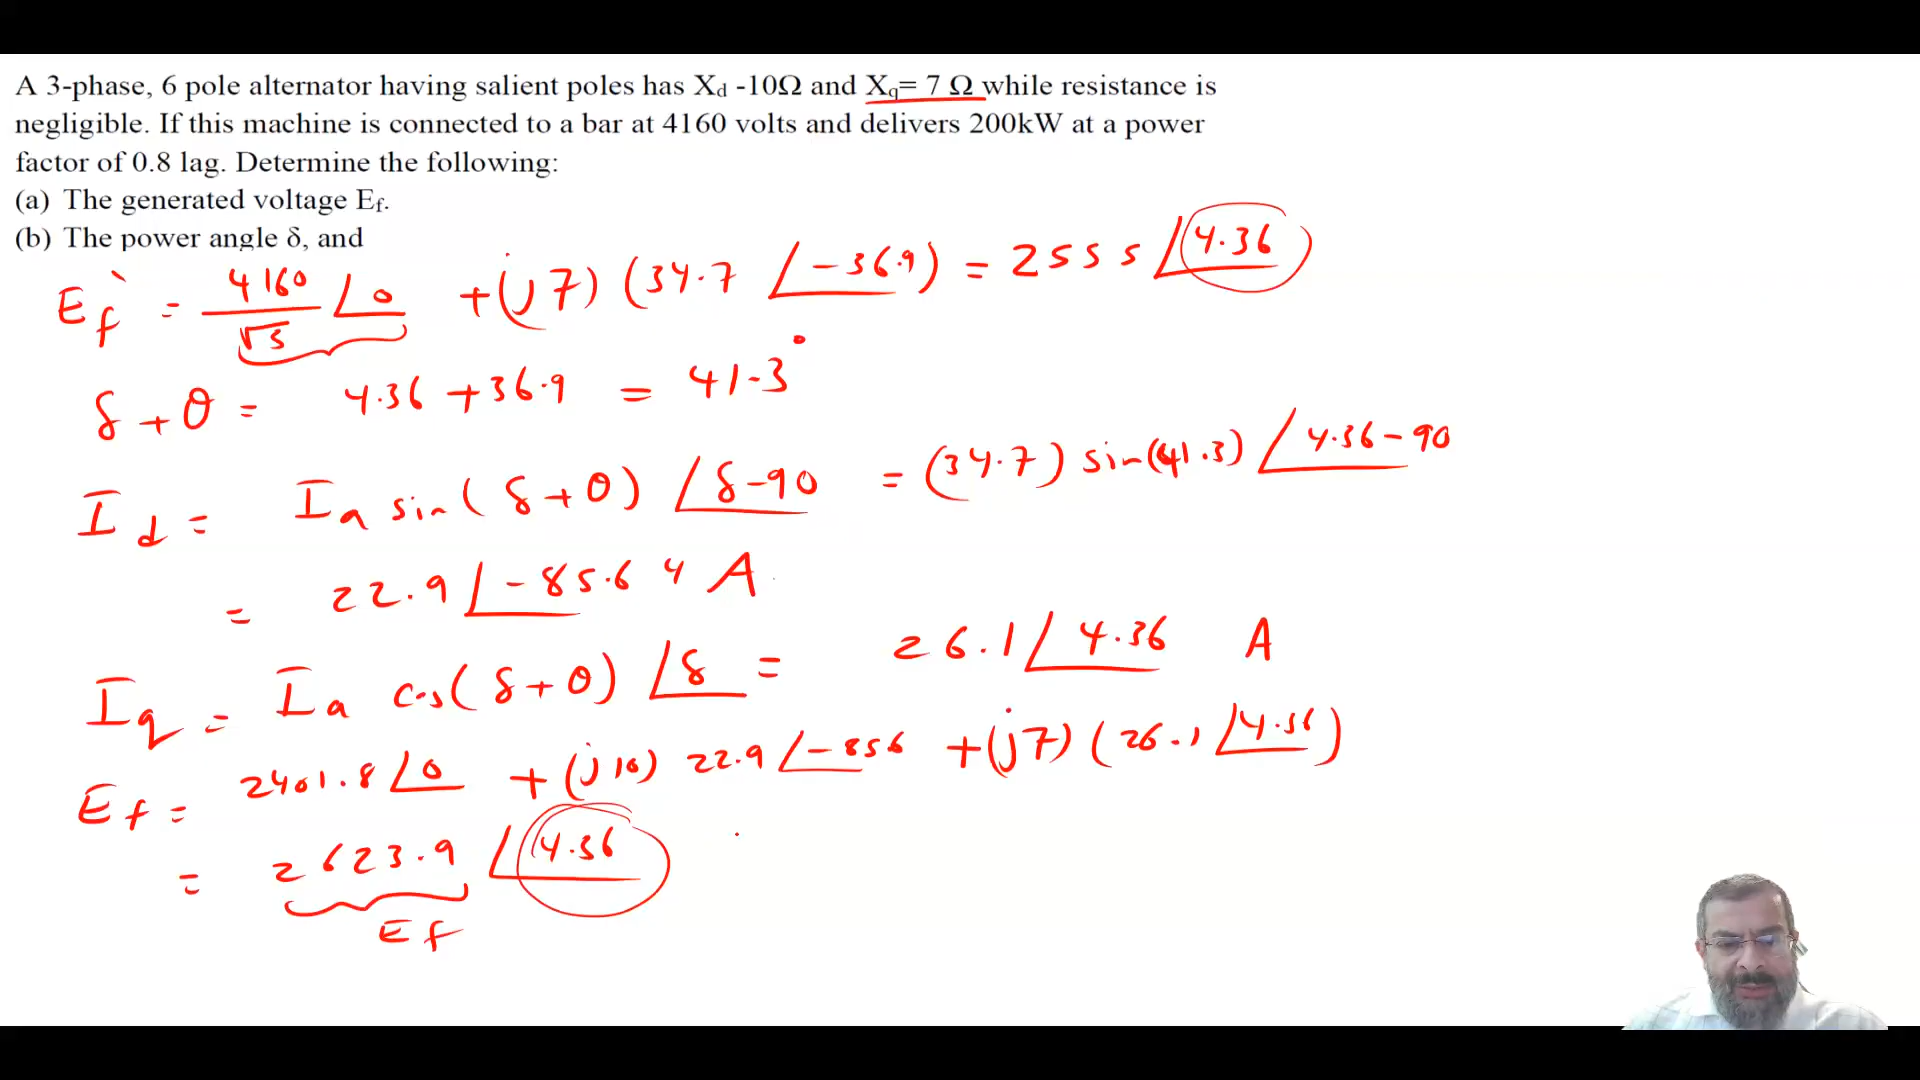 A 3-phase, 6 pole alternator having salient poles has Xd -10Ω and Xq= 7 Ω while resistance is
negligible. If this machine is connected to a bar at 4160 volts and delivers 200kW at a power
factor of 0.8 lag. Determine the following:
(a) The generated voltage Ef.
(b) The power angle δ, and
Ef` = 4160/√3 ∠0 + (j7) (34.7 ∠-36.9) = 2555 ∠4.36
δ + θ = 4.36 + 36.9 = 41.3°
Id = Ia sin(δ+θ) ∠δ-90 = (34.7) sin(41.3) ∠4.36-90
= 22.9 ∠-85.64 A
Iq = Ia cos(δ+θ) ∠δ = 26.1 ∠4.36 A
Ef = 2401.8 ∠0 + (j10) 22.9 ∠-856 + (j7) (26.1 ∠4.36)
= 2623.9 ∠4.36
Ef